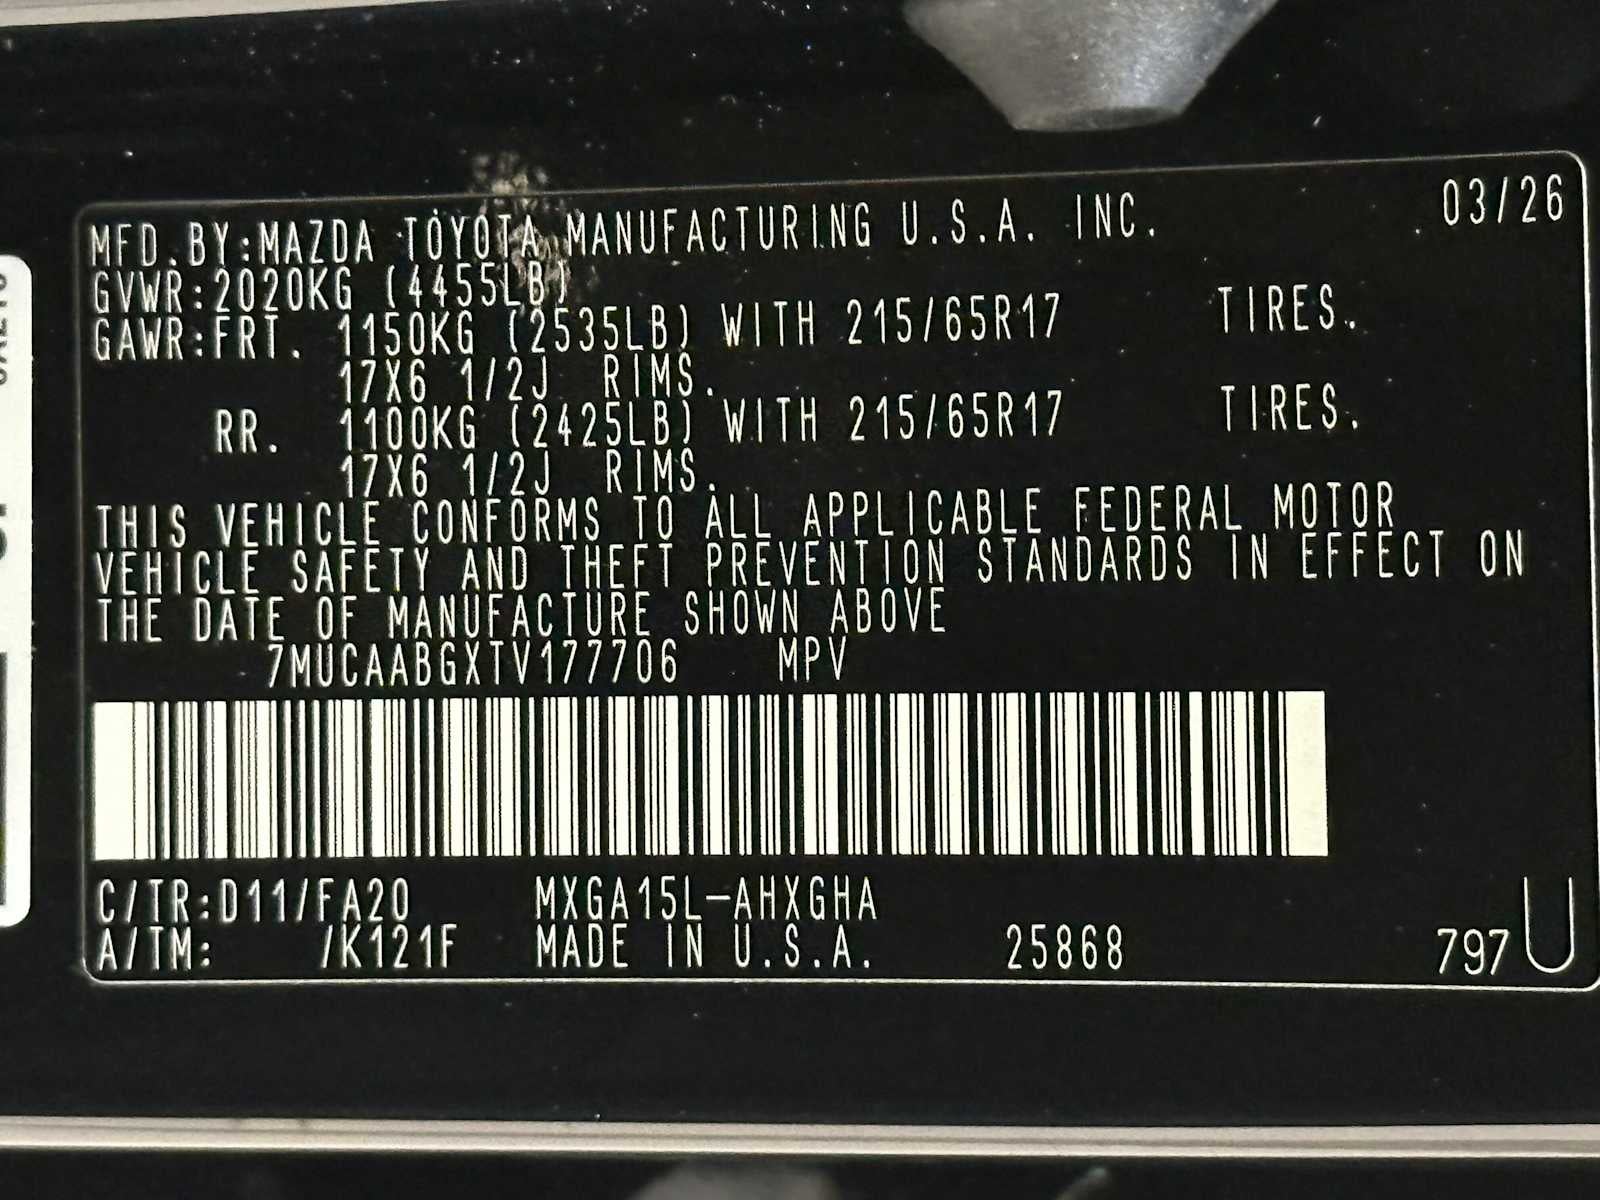 MFD.BY:MAZDA TOYOTA MANUFACTURING U.S.A. INC. 03/26
GVWR:2020KG (4455LB)
GAWR:FRT. 1150KG (2535LB) WITH 215/65R17 TIRES.
17X6 1/2J RIMS.
RR. 1100KG (2425LB) WITH 215/65R17 TIRES.
17X6 1/2J RIMS.
THIS VEHICLE CONFORMS TO ALL APPLICABLE FEDERAL MOTOR
VEHICLE SAFETY AND THEFT PREVENTION STANDARDS IN EFFECT ON
THE DATE OF MANUFACTURE SHOWN ABOVE
7MUCAABGXTV177706 MPV
C/TR:D11/FA20 MXGA15L-AHXGHA
A/TM: /K121F MADE IN U.S.A. 25868 797U